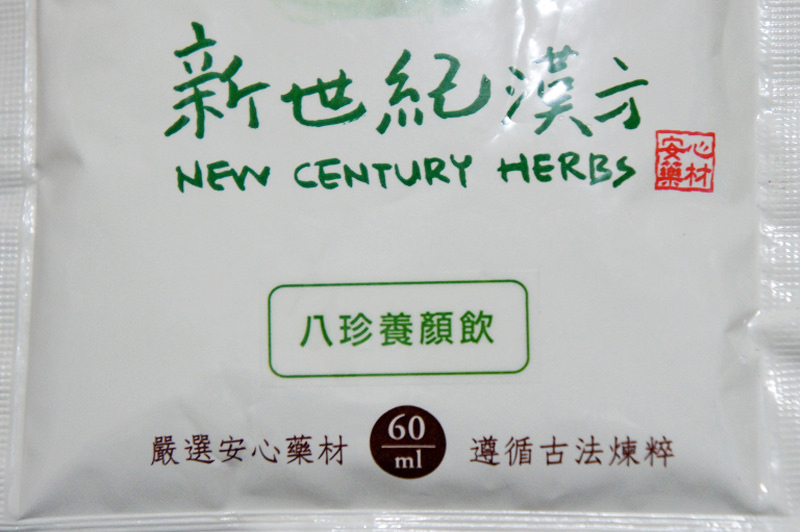 新世紀漢方
NEW CENTURY HERBS
安心藥材
八珍養顏飲
嚴選安心藥材 60 ml 遵循古法煉粹